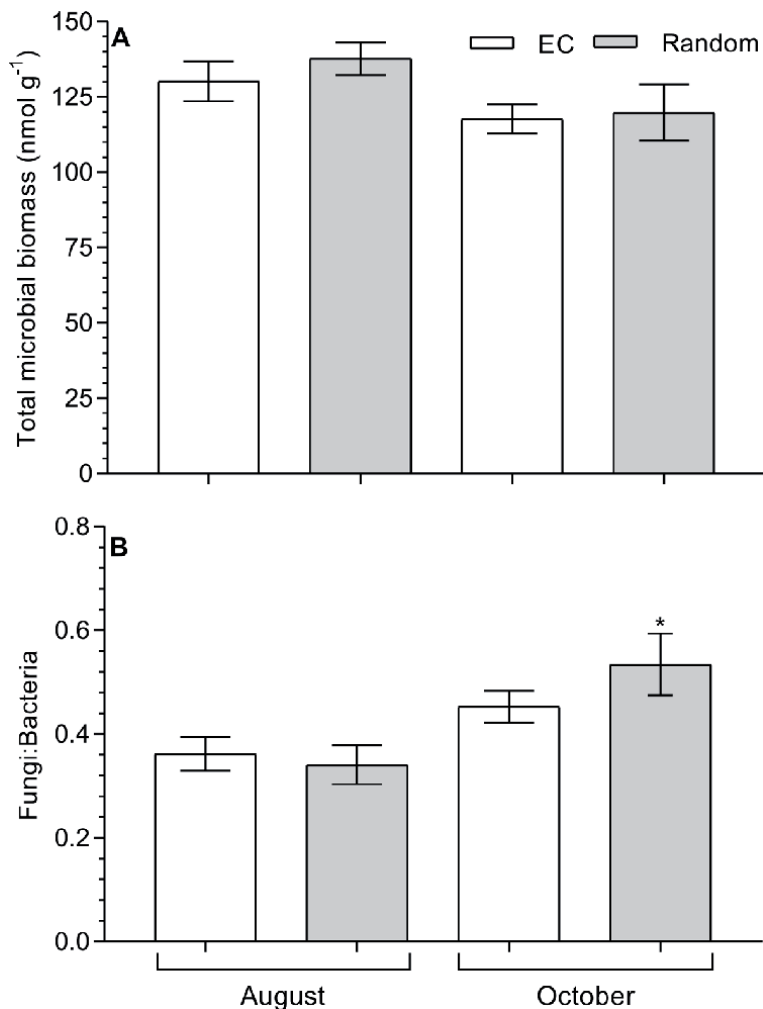 A
EC
Random
Total microbial biomass (nmol g⁻¹)
150
125
100
75
50
25
0
B
Fungi:Bacteria
0.8
0.6
0.4
0.2
0.0
*
August
October